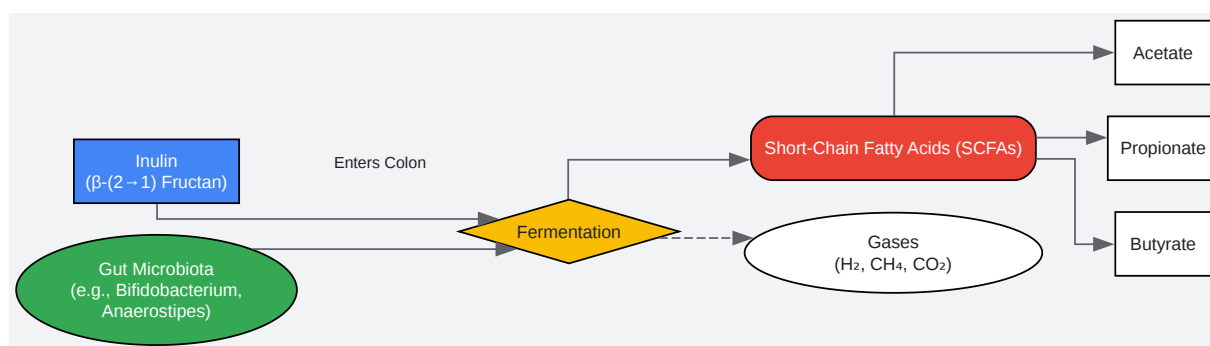 Inulin
(β-(2→1) Fructan)
Enters Colon
Gut Microbiota
(e.g., Bifidobacterium,
Anaerostipes)
Fermentation
Short-Chain Fatty Acids (SCFAs)
Gases
(H₂, CH₄, CO₂)
Acetate
Propionate
Butyrate